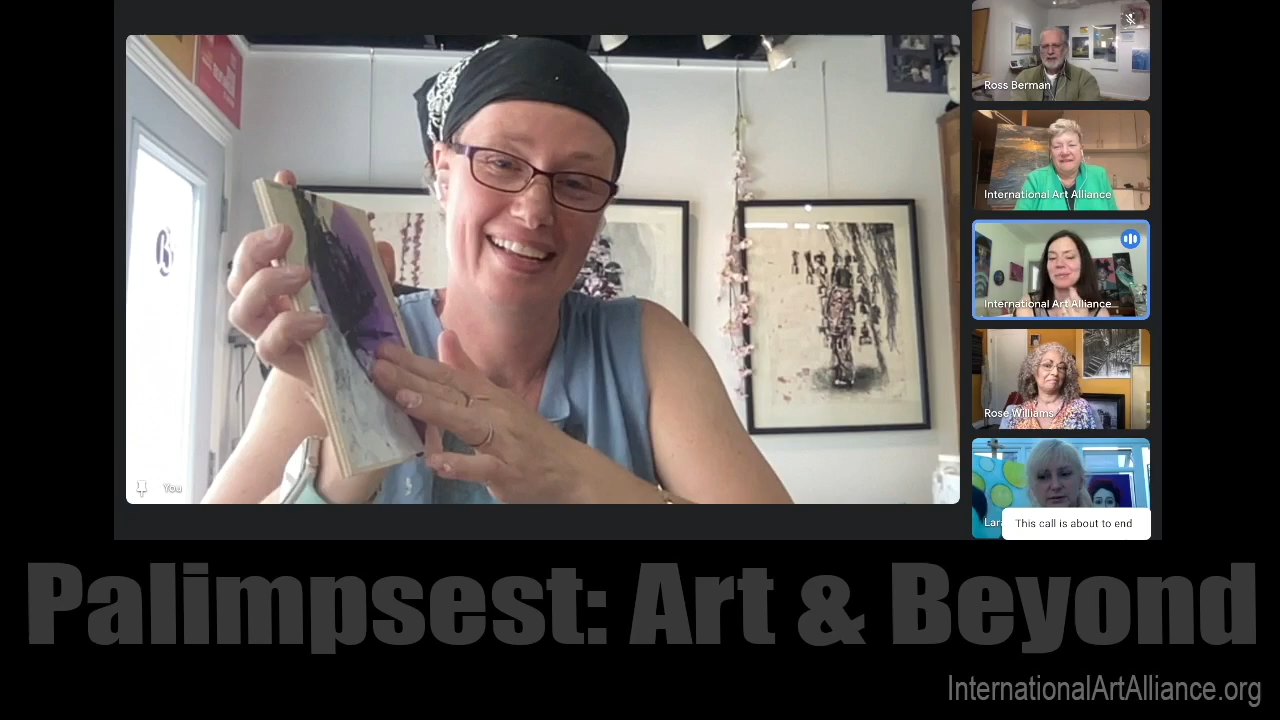 You
Ross Berman
International Art Alliance
International Art Alliance...
Rose Williams
Lara
This call is about to end
Palimpsest: Art & Beyond
InternationalArtAlliance.org